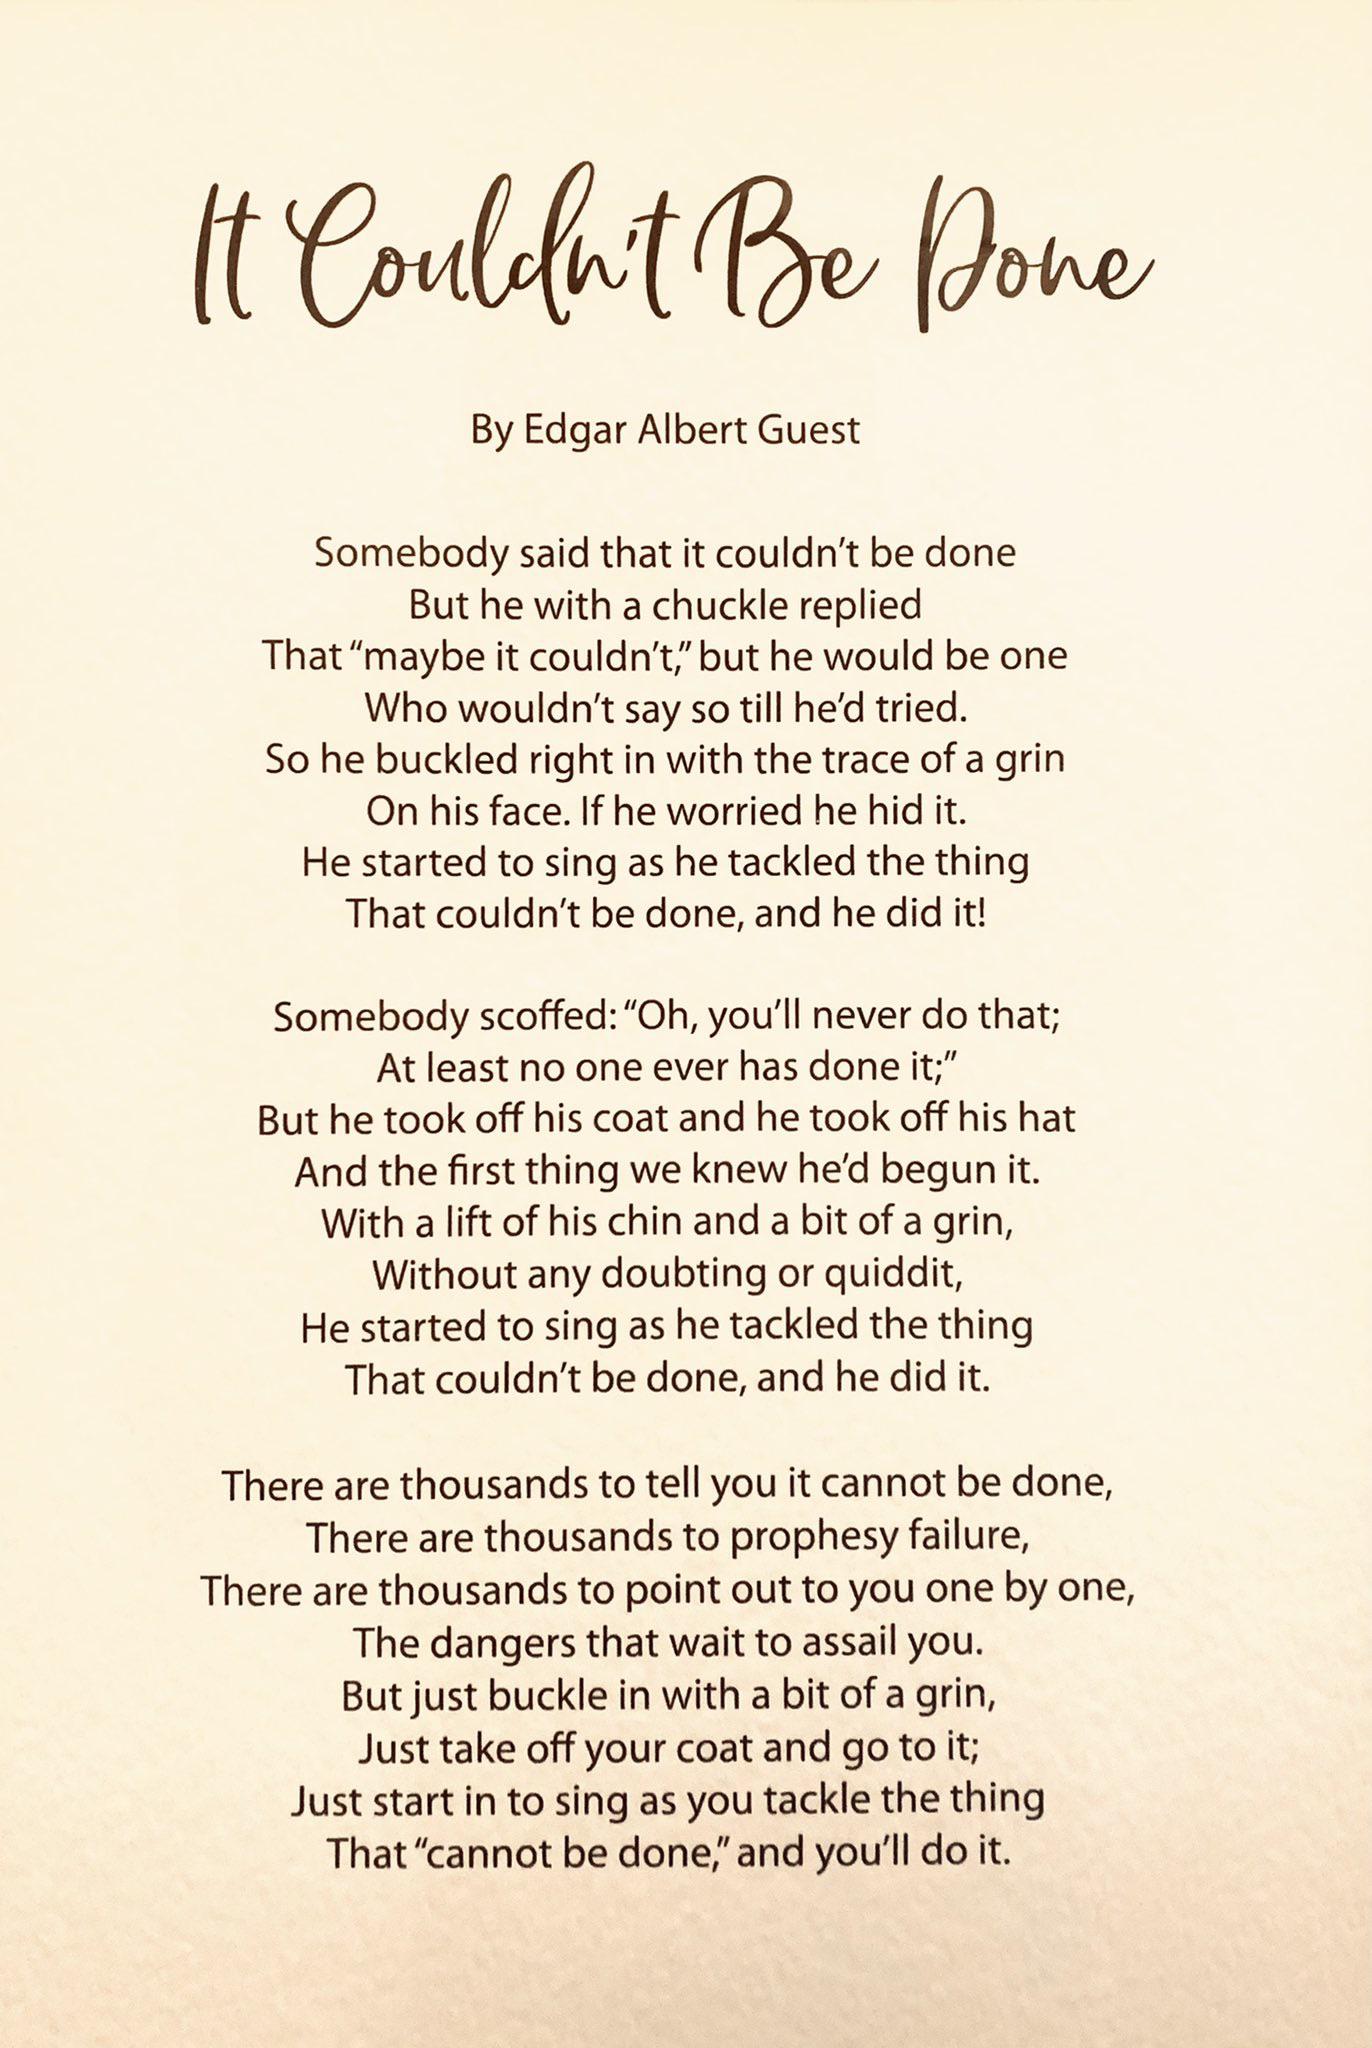 It Couldn't Be Done
By Edgar Albert Guest
Somebody said that it couldn't be done
But he with a chuckle replied
That “maybe it couldn't,” but he would be one
Who wouldn't say so till he'd tried.
So he buckled right in with the trace of a grin
On his face. If he worried he hid it.
He started to sing as he tackled the thing
That couldn't be done, and he did it!
Somebody scoffed: “Oh, you'll never do that;
At least no one ever has done it;”
But he took off his coat and he took off his hat
And the first thing we knew he'd begun it.
With a lift of his chin and a bit of a grin,
Without any doubting or quiddit,
He started to sing as he tackled the thing
That couldn't be done, and he did it.
There are thousands to tell you it cannot be done,
There are thousands to prophesy failure,
There are thousands to point out to you one by one,
The dangers that wait to assail you.
But just buckle in with a bit of a grin,
Just take off your coat and go to it;
Just start in to sing as you tackle the thing
That “cannot be done,” and you'll do it.